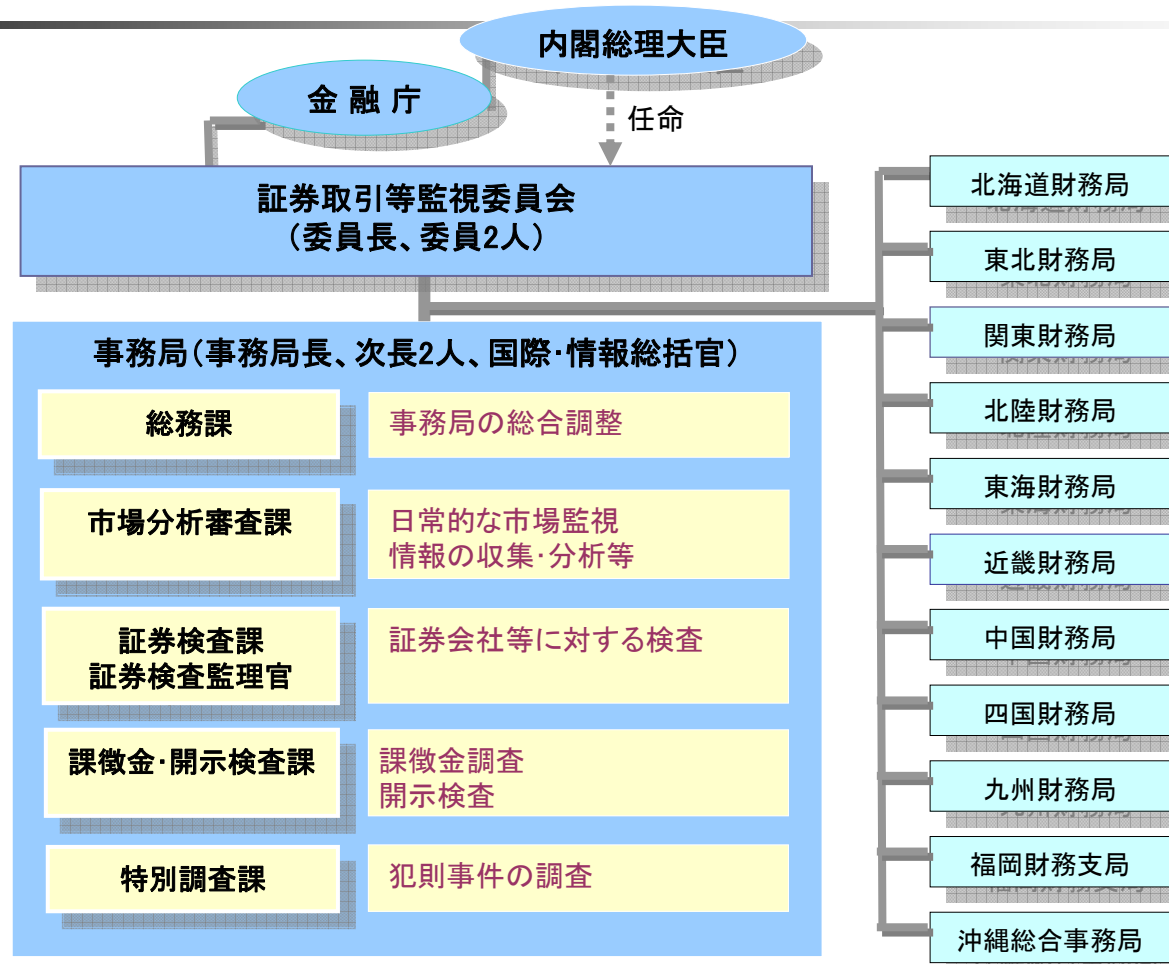 内閣総理大臣
金融庁
任命
証券取引等監視委員会
（委員長、委員2人）
事務局（事務局長、次長2人、国際・情報総括官）
総務課
事務局の総合調整
市場分析審査課
日常的な市場監視
情報の収集・分析等
証券検査課
証券検査監理官
証券会社等に対する検査
課徴金・開示検査課
課徴金調査
開示検査
特別調査課
犯則事件の調査
北海道財務局
東北財務局
関東財務局
北陸財務局
東海財務局
近畿財務局
中国財務局
四国財務局
九州財務局
福岡財務支局
沖縄総合事務局